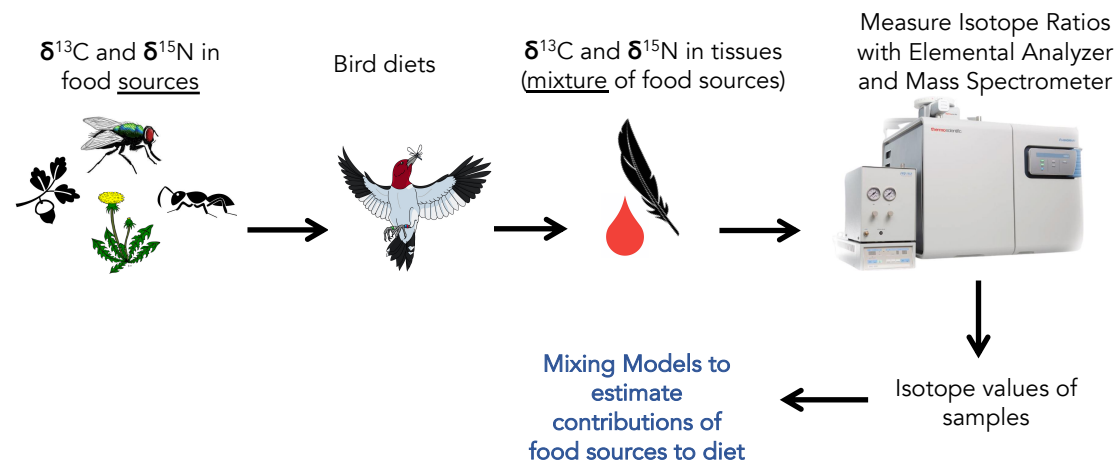 δ¹³C and δ¹⁵N in
food sources
Bird diets
δ¹³C and δ¹⁵N in tissues
(mixture of food sources)
Measure Isotope Ratios
with Elemental Analyzer
and Mass Spectrometer
thermo scientific
Isotope values of
samples
Mixing Models to
estimate
contributions of
food sources to diet